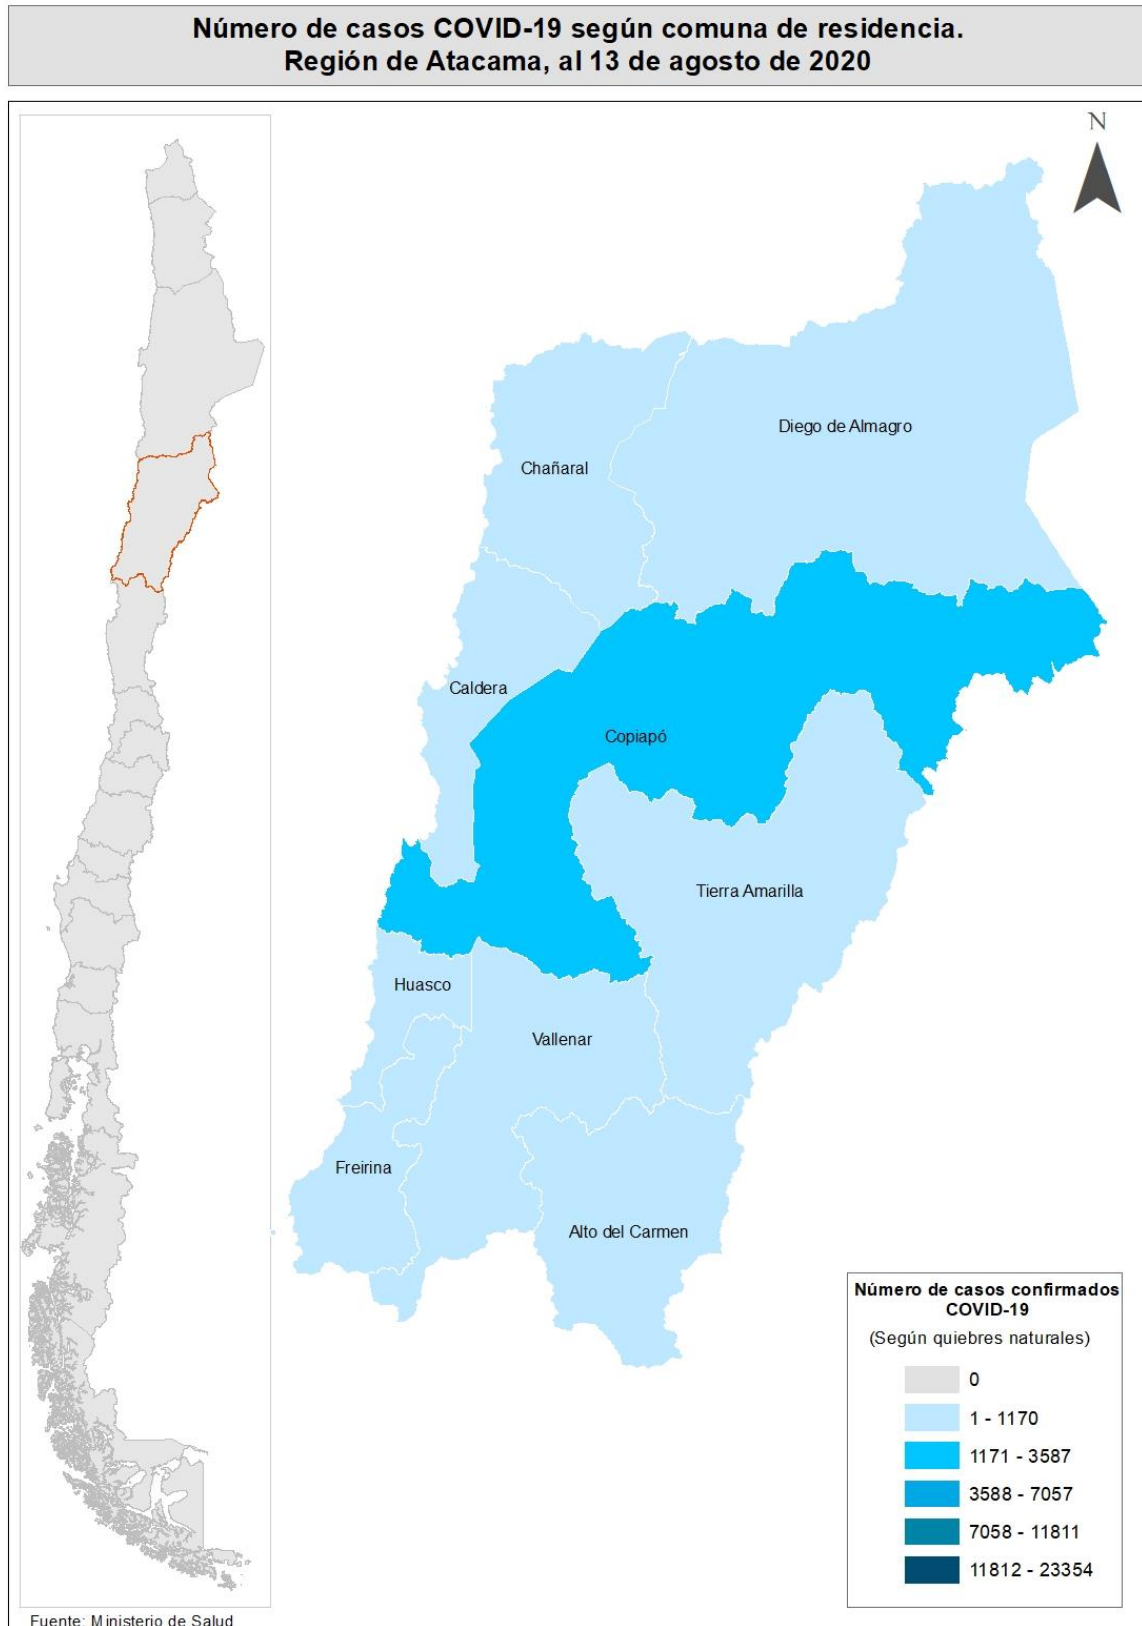 Número de casos COVID-19 según comuna de residencia.
Región de Atacama, al 13 de agosto de 2020
N
Diego de Almagro
Chañaral
Caldera
Copiapó
Tierra Amarilla
Huasco
Vallenar
Freirina
Alto del Carmen
Número de casos confirmados
COVID-19
(Según quiebres naturales)
0
1 - 1170
1171 - 3587
3588 - 7057
7058 - 11811
11812 - 23354
Fuente: Ministerio de Salud